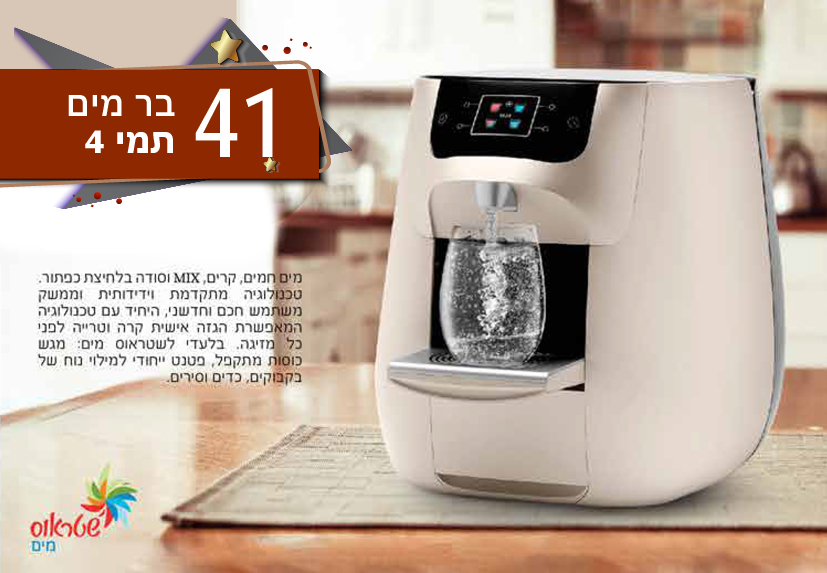 41
בר מים
תמי 4
מים חמים, קרים, MIX וסודה בלחיצת כפתור.
טכנולוגיה מתקדמת וידידותית וממשק
משתמש חכם וחדשני, היחיד עם טכנולוגיה
המאפשרת הגזה אישית קרה וטרייה לפני
כל מזיגה. בלעדי לשטראוס מים: מגש
כוסות מתקפל, פטנט ייחודי למילוי נוח של
בקבוקים, כדים וסירים.
שטראוס
מים